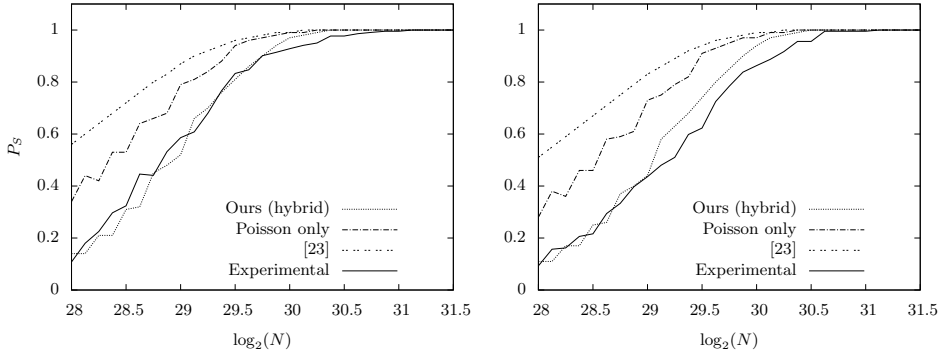 1
0.8
0.6
0.4
0.2
0
P_S
28 28.5 29 29.5 30 30.5 31 31.5
log_2(N)
Ours (hybrid)
Poisson only
[23]
Experimental
1
0.8
0.6
0.4
0.2
0
28 28.5 29 29.5 30 30.5 31 31.5
log_2(N)
Ours (hybrid)
Poisson only
[23]
Experimental